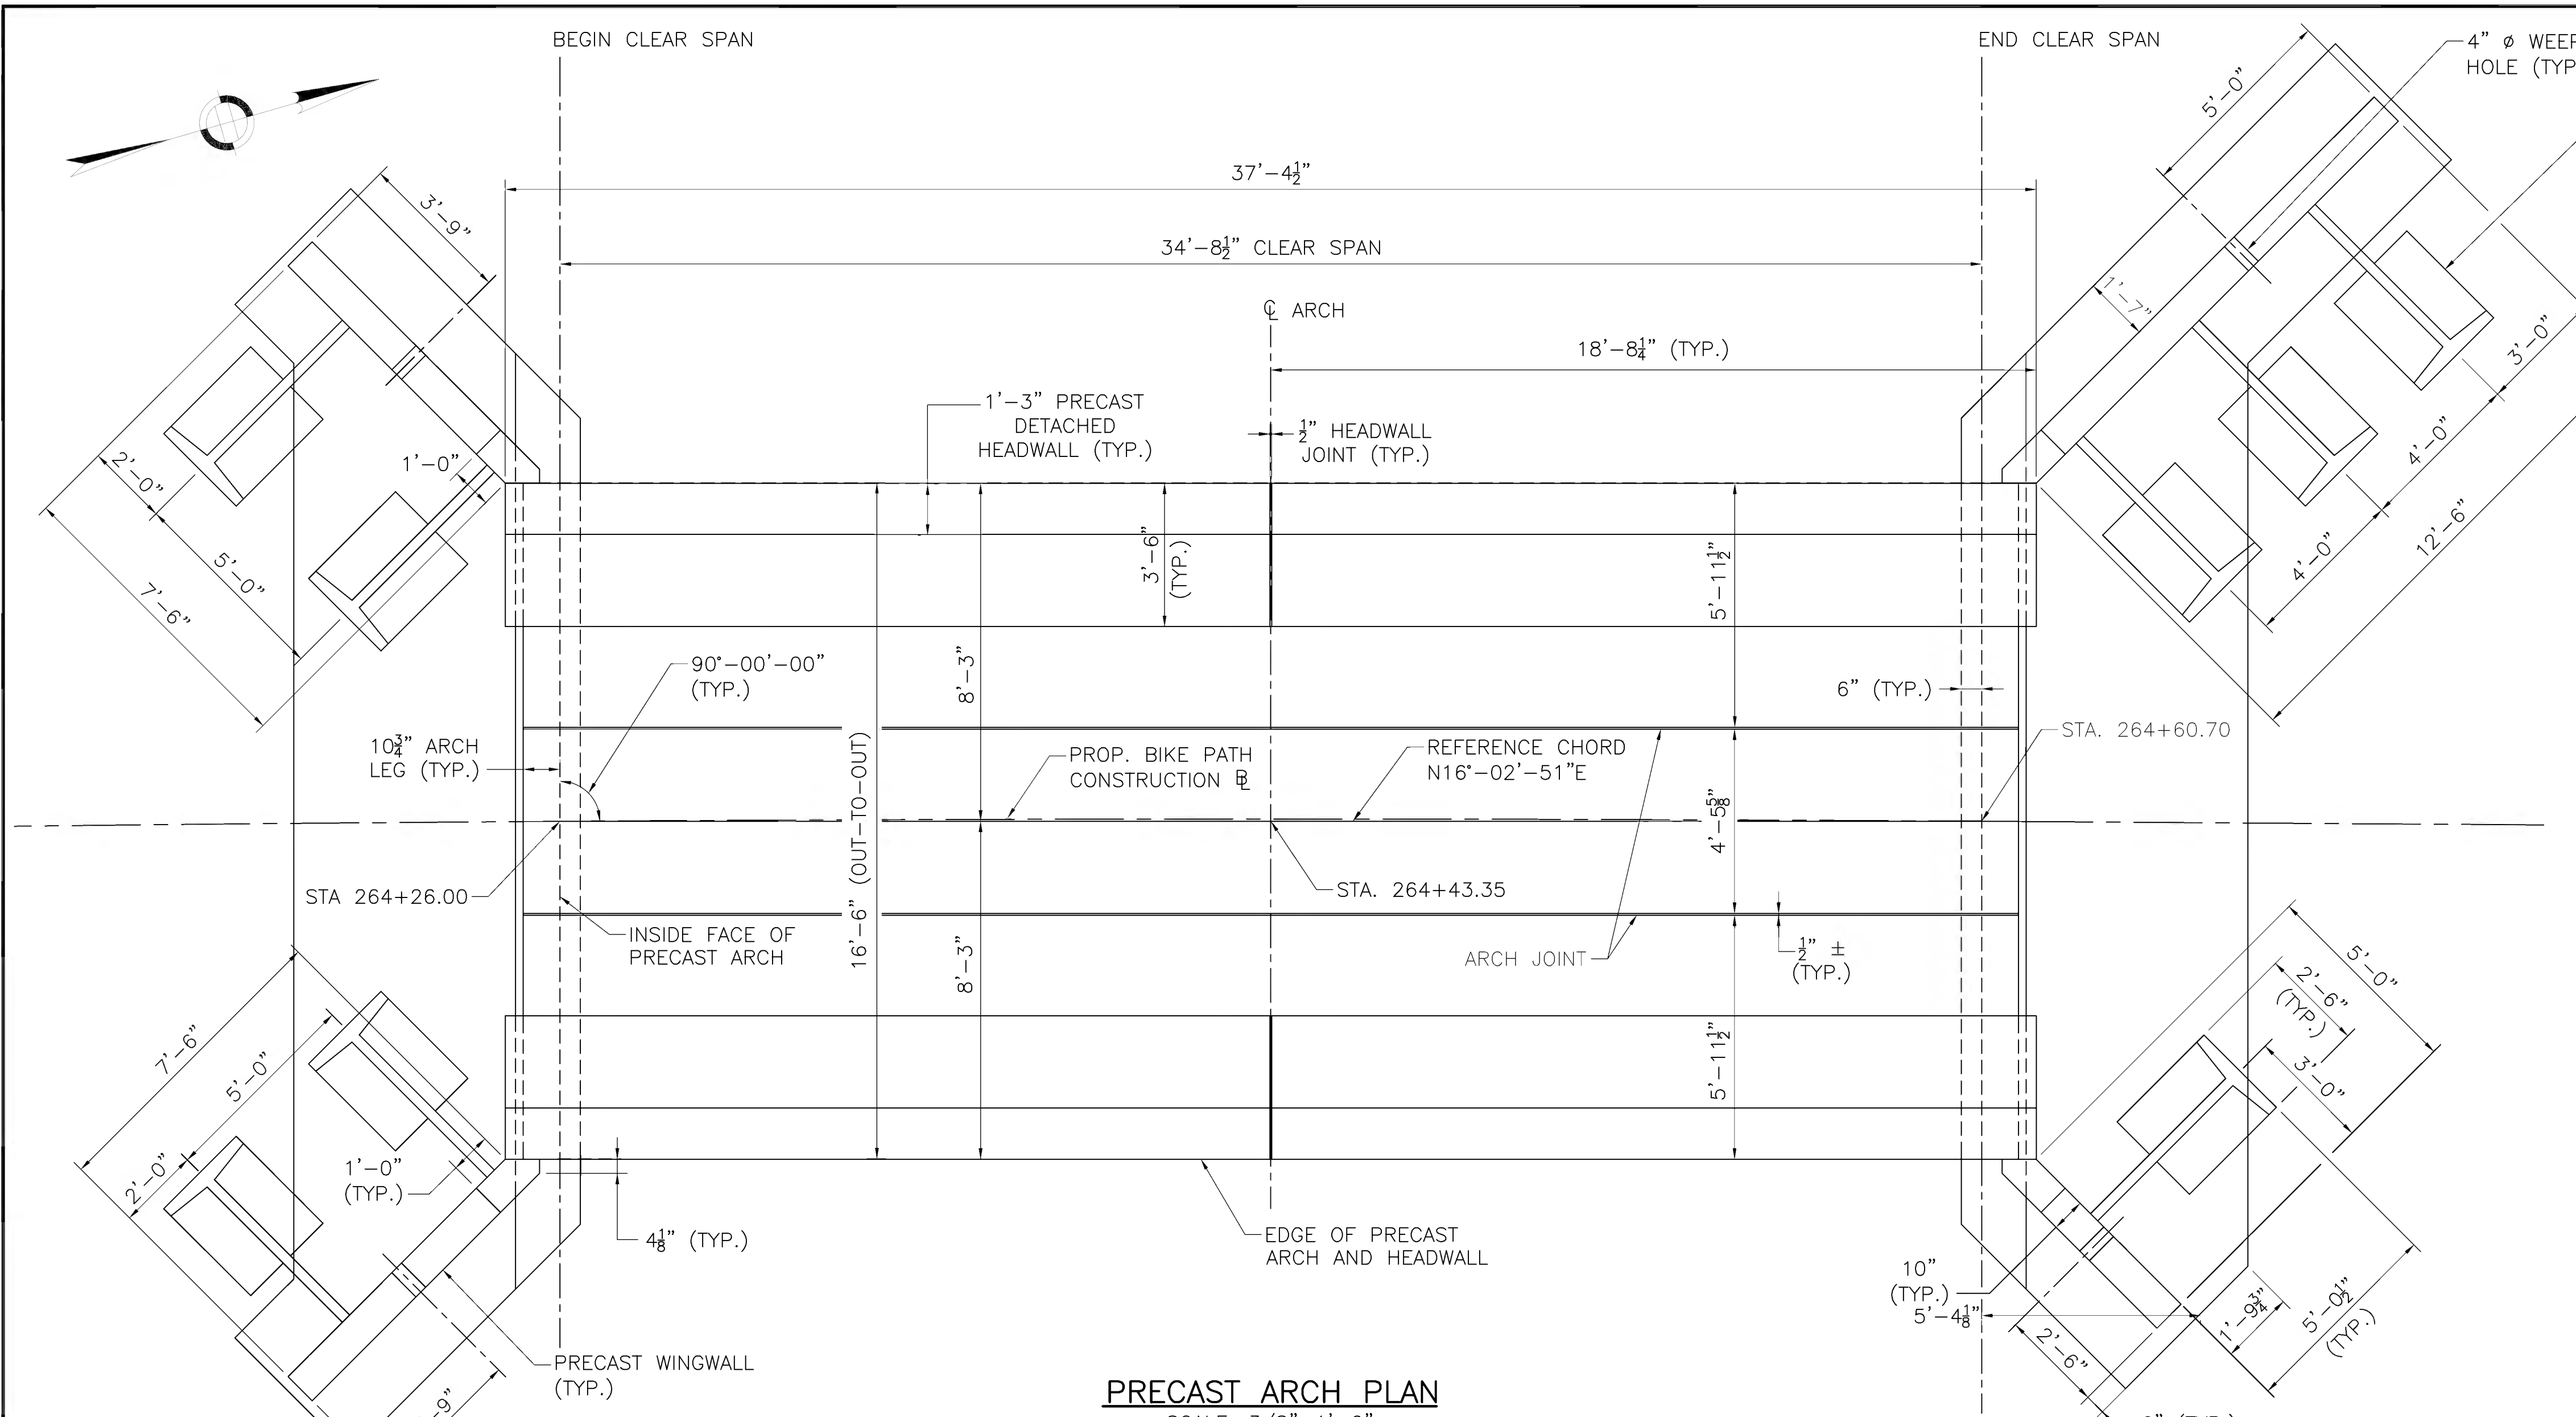 BEGIN CLEAR SPAN
END CLEAR SPAN
4" ø
HOLE
5'-0"
3'-9"
37'-4½"
34'-8½" CLEAR SPAN
℄ ARCH
18'-8¼" (TYP.)
1'-7"
3'-0"
1'-3" PRECAST
DETACHED
HEADWALL (TYP.)
½" HEADWALL
JOINT (TYP.)
4'-0"
12'-6"
4'-0"
2'-0"
1'-0"
5'-0"
7'-6"
3'-6"
(TYP.)
5'-11½"
8'-3"
90°-00'-00"
(TYP.)
6" (TYP.)
STA. 264+60.70
10¾" ARCH
LEG (TYP.)
16'-6" (OUT-TO-OUT)
PROP. BIKE PATH
CONSTRUCTION ℄
REFERENCE CHORD
N16°-02'-51"E
4'-5⅝"
STA 264+26.00
STA. 264+43.35
INSIDE FACE OF
PRECAST ARCH
8'-3"
ARCH JOINT
½" ±
(TYP.)
5'-11½"
5'-0"
2'-6"
(TYP.)
3'-0"
7'-6"
5'-0"
2'-0"
1'-0"
(TYP.)
4⅛" (TYP.)
EDGE OF PRECAST
ARCH AND HEADWALL
10"
(TYP.)
5'-4⅛"
1'-9¾"
5'-0½"
(TYP.)
2'-6"
PRECAST WINGWALL
(TYP.)
PRECAST ARCH PLAN